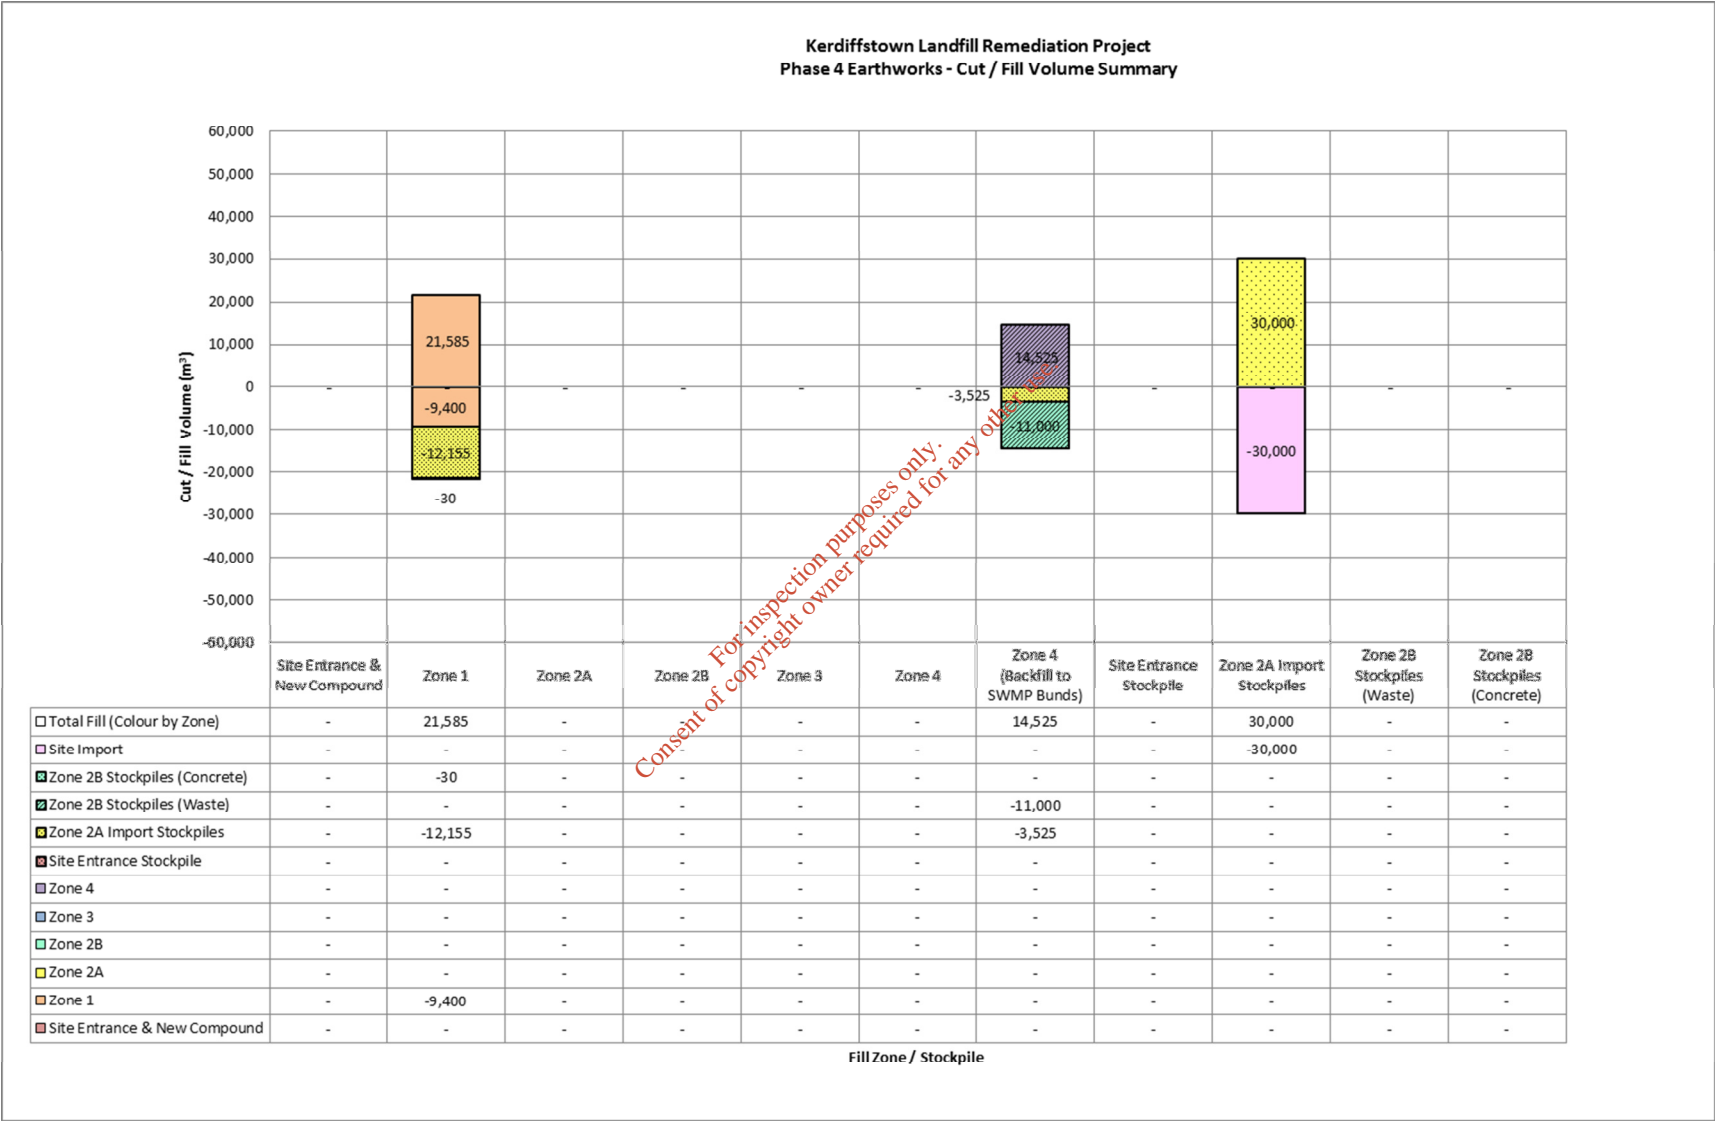 Kerdiffstown Landfill Remediation Project
Phase 4 Earthworks - Cut / Fill Volume Summary
60,000
50,000
40,000
30,000
20,000
10,000
0
-10,000
-20,000
-30,000
-40,000
-50,000
-60,000
Cut / Fill Volume (m³)
- - - - - - - - - - -
21,585
-9,400
-12,155
-30
14,525
-3,525
-11,000
30,000
-30,000
For inspection purposes only.
Consent of copyright owner required for any other use.
Site Entrance & New Compound
Zone 1
Zone 2A
Zone 2B
Zone 3
Zone 4
Zone 4 (Backfill to SWMP Bunds)
Site Entrance Stockpile
Zone 2A Import Stockpiles
Zone 2B Stockpiles (Waste)
Zone 2B Stockpiles (Concrete)
Total Fill (Colour by Zone) - 21,585 - - - - 14,525 - 30,000 - -
Site Import - - - - - - - - -30,000 - -
Zone 2B Stockpiles (Concrete) - -30 - - - - - - - - -
Zone 2B Stockpiles (Waste) - - - - - - -11,000 - - - -
Zone 2A Import Stockpiles - -12,155 - - - - -3,525 - - - -
Site Entrance Stockpile - - - - - - - - - - -
Zone 4 - - - - - - - - - - -
Zone 3 - - - - - - - - - - -
Zone 2B - - - - - - - - - - -
Zone 2A - - - - - - - - - - -
Zone 1 - -9,400 - - - - - - - - -
Site Entrance & New Compound - - - - - - - - - - -
Fill Zone / Stockpile